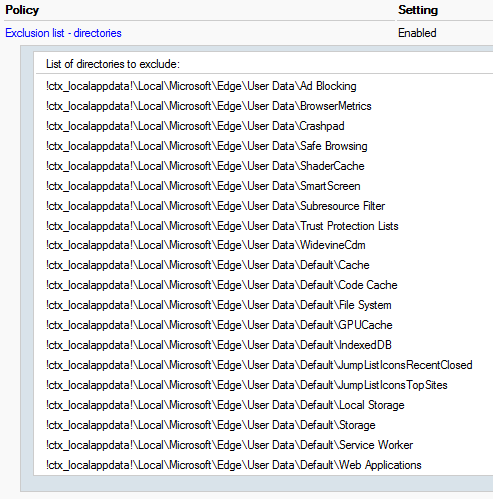 Policy Setting
Exclusion list - directories Enabled
List of directories to exclude:
!ctx_localappdata!\Local\Microsoft\Edge\User Data\Ad Blocking
!ctx_localappdata!\Local\Microsoft\Edge\User Data\BrowserMetrics
!ctx_localappdata!\Local\Microsoft\Edge\User Data\Crashpad
!ctx_localappdata!\Local\Microsoft\Edge\User Data\Safe Browsing
!ctx_localappdata!\Local\Microsoft\Edge\User Data\ShaderCache
!ctx_localappdata!\Local\Microsoft\Edge\User Data\SmartScreen
!ctx_localappdata!\Local\Microsoft\Edge\User Data\Subresource Filter
!ctx_localappdata!\Local\Microsoft\Edge\User Data\Trust Protection Lists
!ctx_localappdata!\Local\Microsoft\Edge\User Data\WidevineCdm
!ctx_localappdata!\Local\Microsoft\Edge\User Data\Default\Cache
!ctx_localappdata!\Local\Microsoft\Edge\User Data\Default\Code Cache
!ctx_localappdata!\Local\Microsoft\Edge\User Data\Default\File System
!ctx_localappdata!\Local\Microsoft\Edge\User Data\Default\GPUCache
!ctx_localappdata!\Local\Microsoft\Edge\User Data\Default\IndexedDB
!ctx_localappdata!\Local\Microsoft\Edge\User Data\Default\JumpListIconsRecentClosed
!ctx_localappdata!\Local\Microsoft\Edge\User Data\Default\JumpListIconsTopSites
!ctx_localappdata!\Local\Microsoft\Edge\User Data\Default\Local Storage
!ctx_localappdata!\Local\Microsoft\Edge\User Data\Default\Storage
!ctx_localappdata!\Local\Microsoft\Edge\User Data\Default\Service Worker
!ctx_localappdata!\Local\Microsoft\Edge\User Data\Default\Web Applications